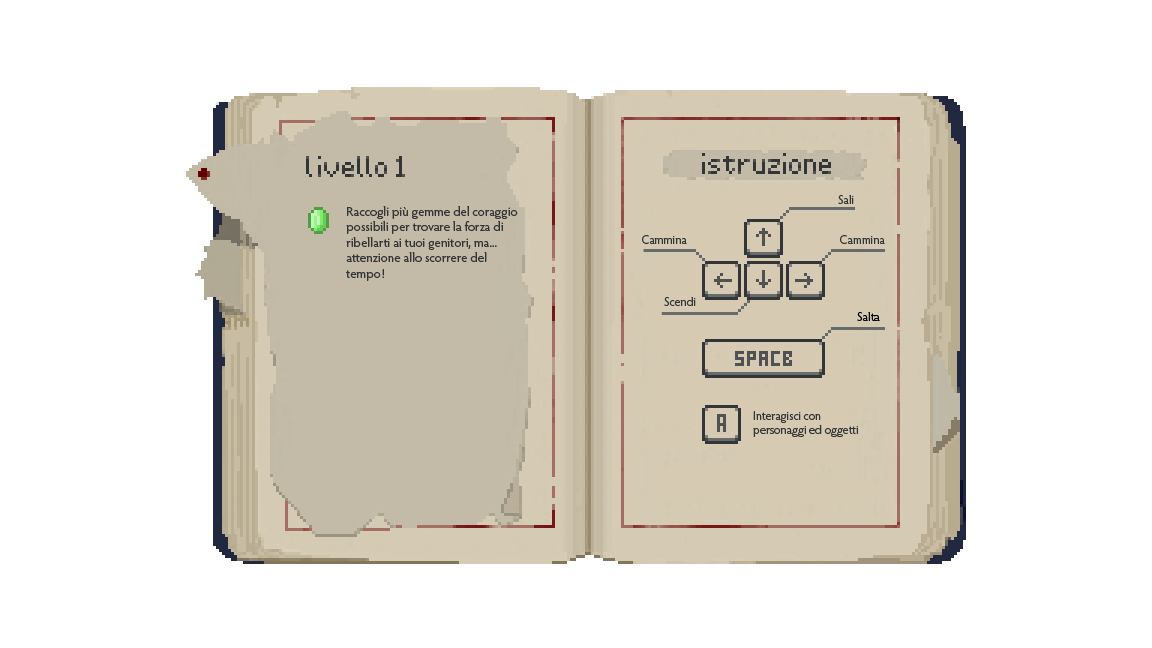 livello 1
Raccogli più gemme del coraggio
possibili per trovare la forza di
ribellarti ai tuoi genitori, ma...
attenzione allo scorrere del
tempo!
istruzione
Sali
Cammina
Cammina
Scendi
Salta
SPACE
A
Interagisci con
personaggi ed oggetti